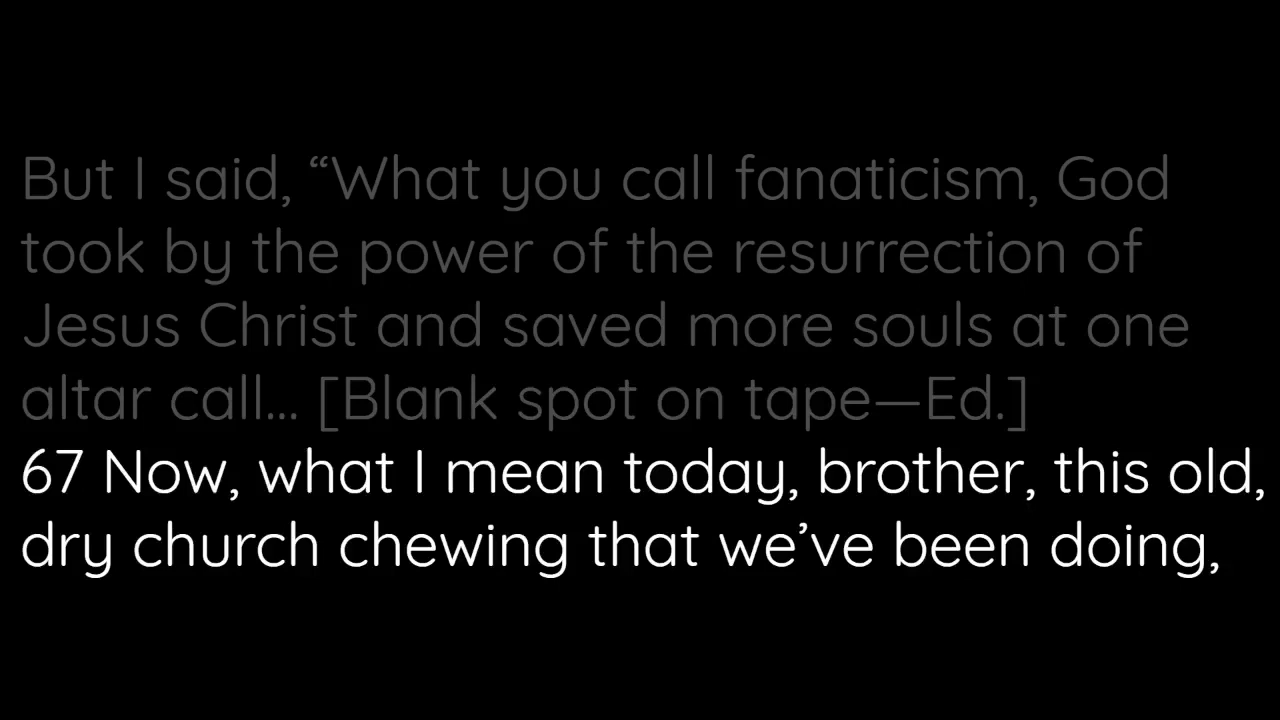 But I said, “What you call fanaticism, God
took by the power of the resurrection of
Jesus Christ and saved more souls at one
altar call... [Blank spot on tape—Ed.]
67 Now, what I mean today, brother, this old,
dry church chewing that we’ve been doing,